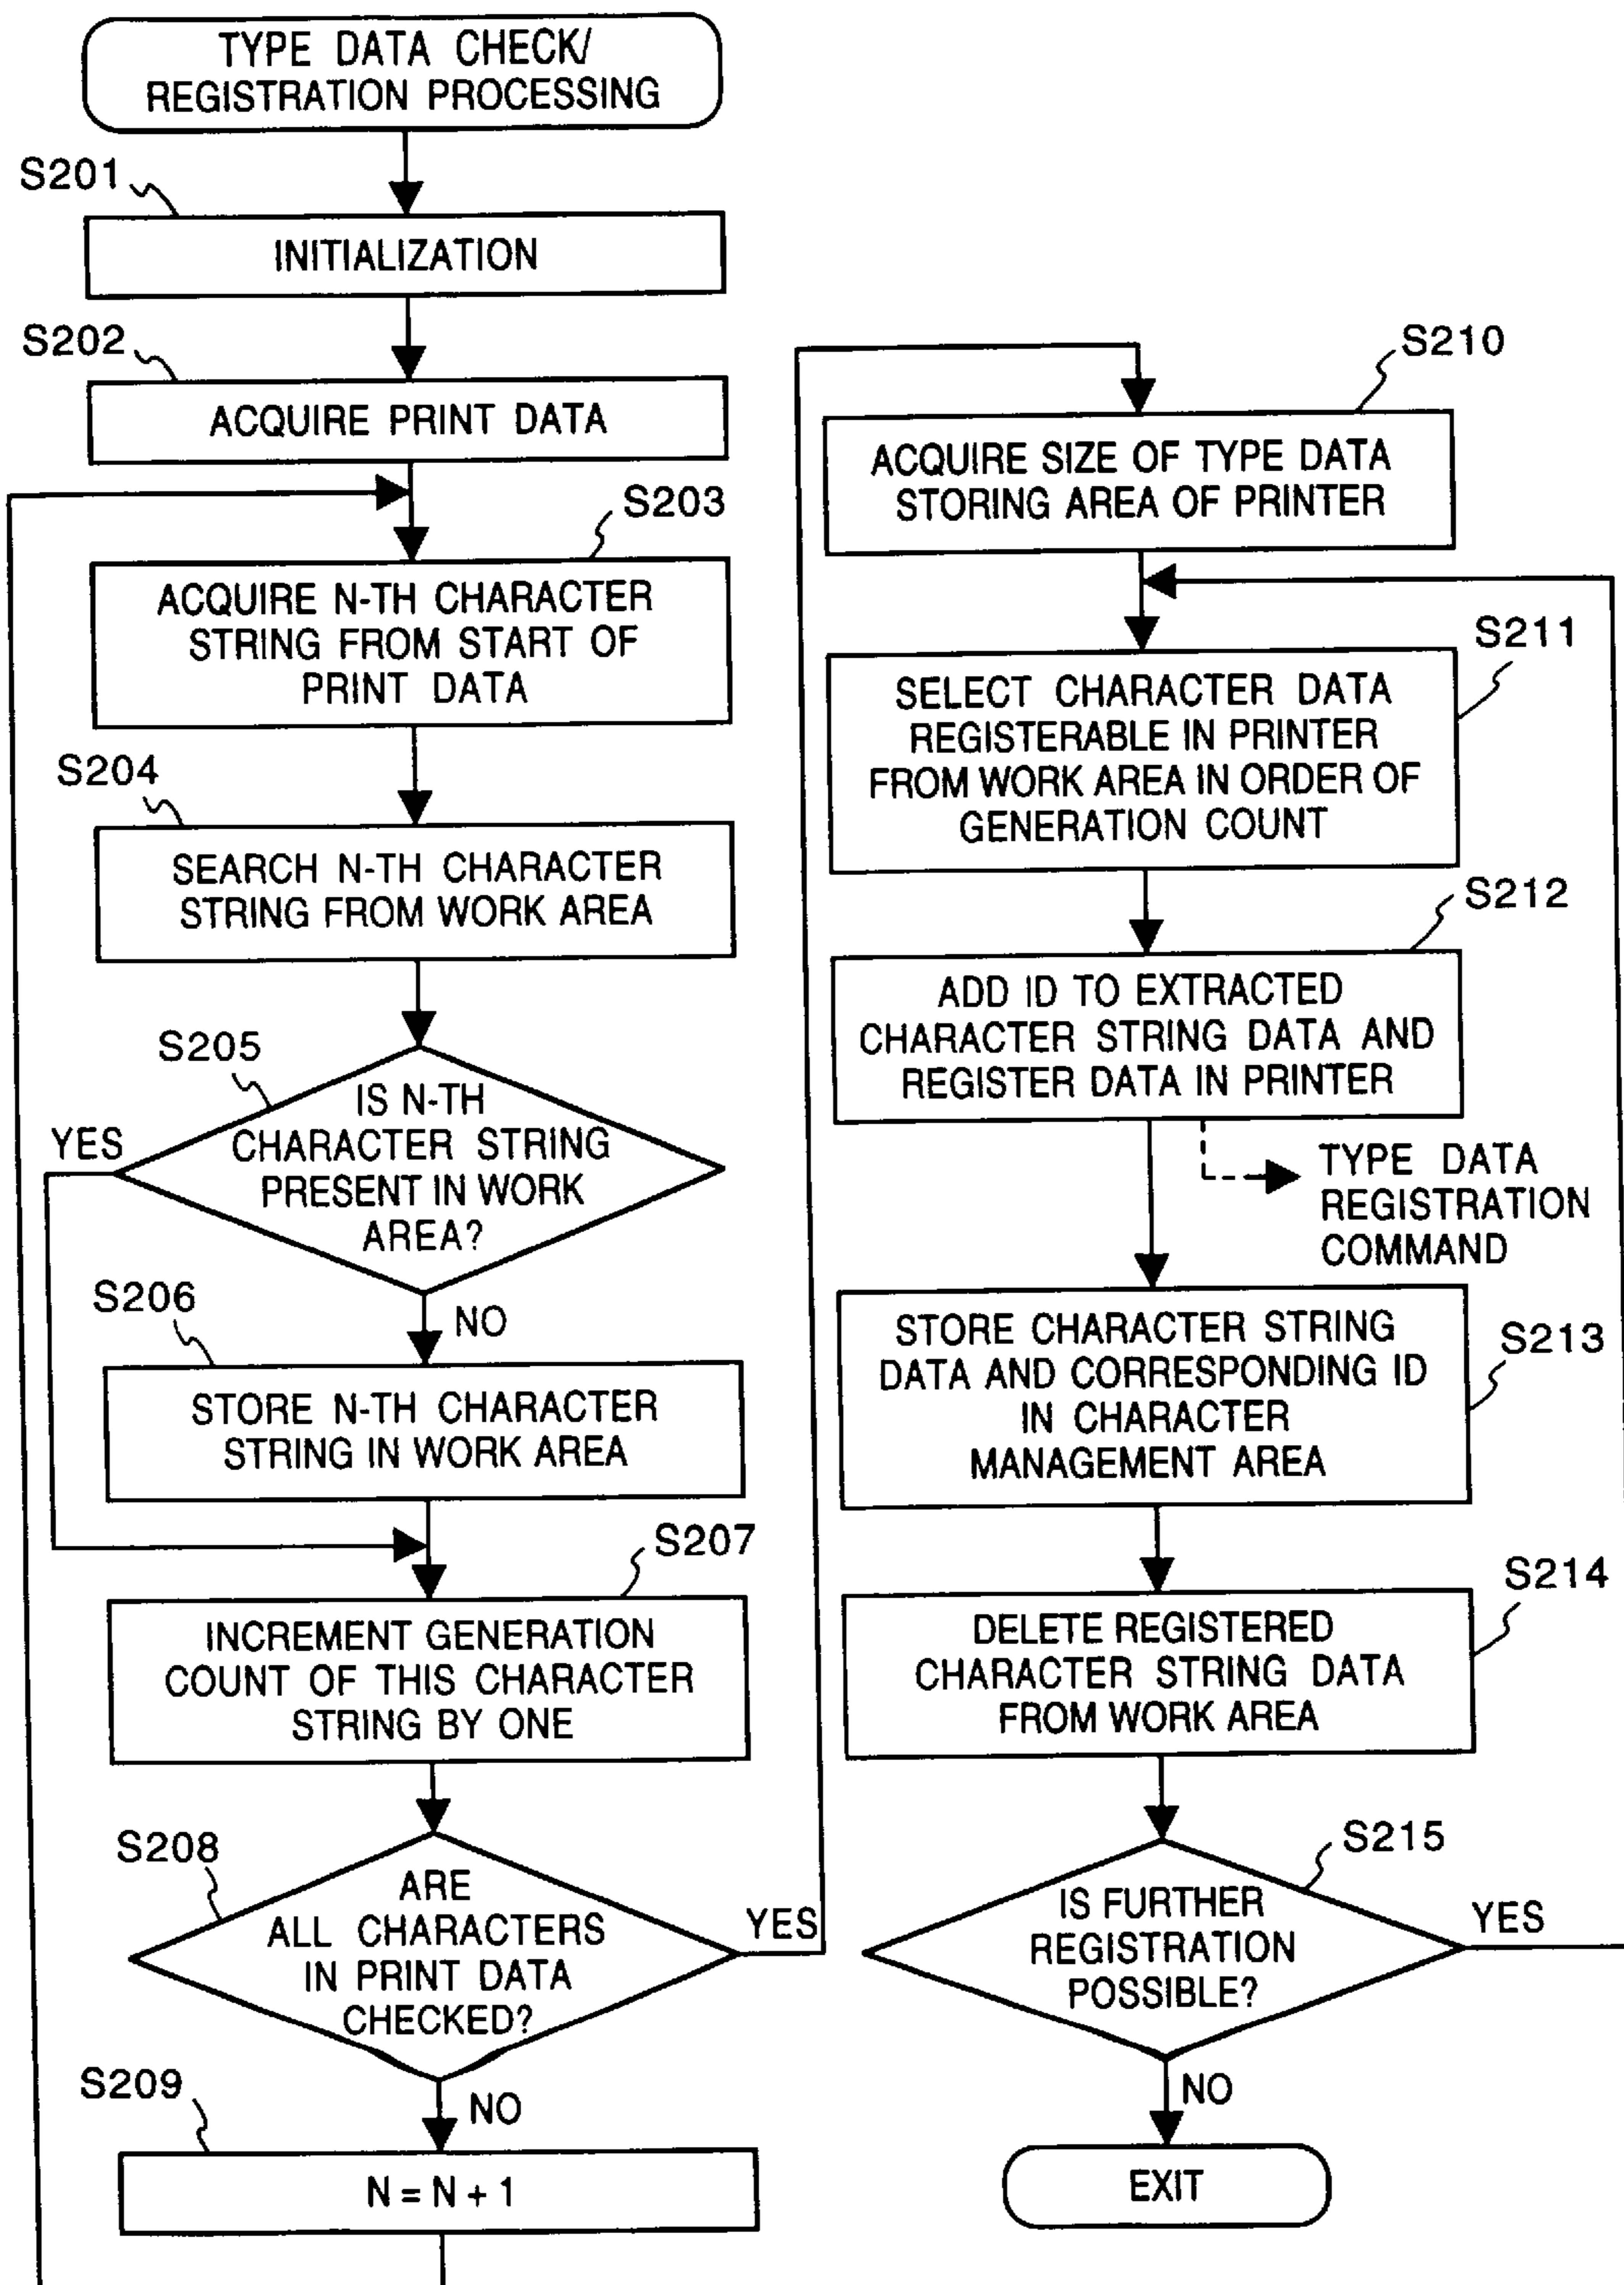 TYPE DATA CHECK/
REGISTRATION PROCESSING
S201
INITIALIZATION
S202
ACQUIRE PRINT DATA
S203
ACQUIRE N-TH CHARACTER
STRING FROM START OF
PRINT DATA
S204
SEARCH N-TH CHARACTER
STRING FROM WORK AREA
S205
IS N-TH
CHARACTER STRING
PRESENT IN WORK
AREA?
YES
NO
S206
STORE N-TH CHARACTER
STRING IN WORK AREA
S207
INCREMENT GENERATION
COUNT OF THIS CHARACTER
STRING BY ONE
S208
ARE
ALL CHARACTERS
IN PRINT DATA
CHECKED?
YES
NO
S209
N = N + 1
S210
ACQUIRE SIZE OF TYPE DATA
STORING AREA OF PRINTER
S211
SELECT CHARACTER DATA
REGISTERABLE IN PRINTER
FROM WORK AREA IN ORDER OF
GENERATION COUNT
S212
ADD ID TO EXTRACTED
CHARACTER STRING DATA AND
REGISTER DATA IN PRINTER
TYPE DATA
REGISTRATION
COMMAND
S213
STORE CHARACTER STRING
DATA AND CORRESPONDING ID
IN CHARACTER
MANAGEMENT AREA
S214
DELETE REGISTERED
CHARACTER STRING DATA
FROM WORK AREA
S215
IS FURTHER
REGISTRATION
POSSIBLE?
YES
NO
EXIT